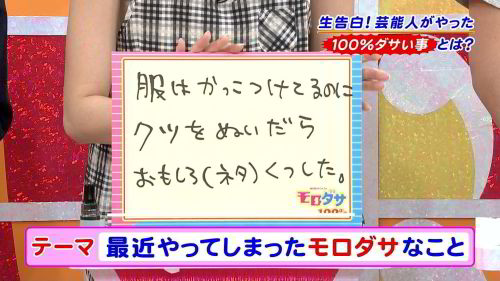 生告白!芸能人がやった
100%ダサい事とは?
服はかっこつけてるのに
クツをぬいだら
おもしろ(ネタ)くつした。
モロダサ
100%
テーマ 最近やってしまったモロダサなこと